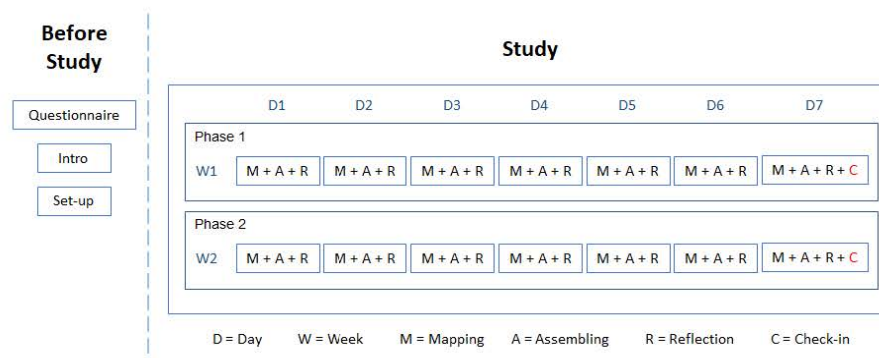 Before
Study
Questionnaire
Intro
Set-up
Study
D1 D2 D3 D4 D5 D6 D7
Phase 1
W1 M + A + R M + A + R M + A + R M + A + R M + A + R M + A + R M + A + R + C
Phase 2
W2 M + A + R M + A + R M + A + R M + A + R M + A + R M + A + R M + A + R + C
D = Day W = Week M = Mapping A = Assembling R = Reflection C = Check-in